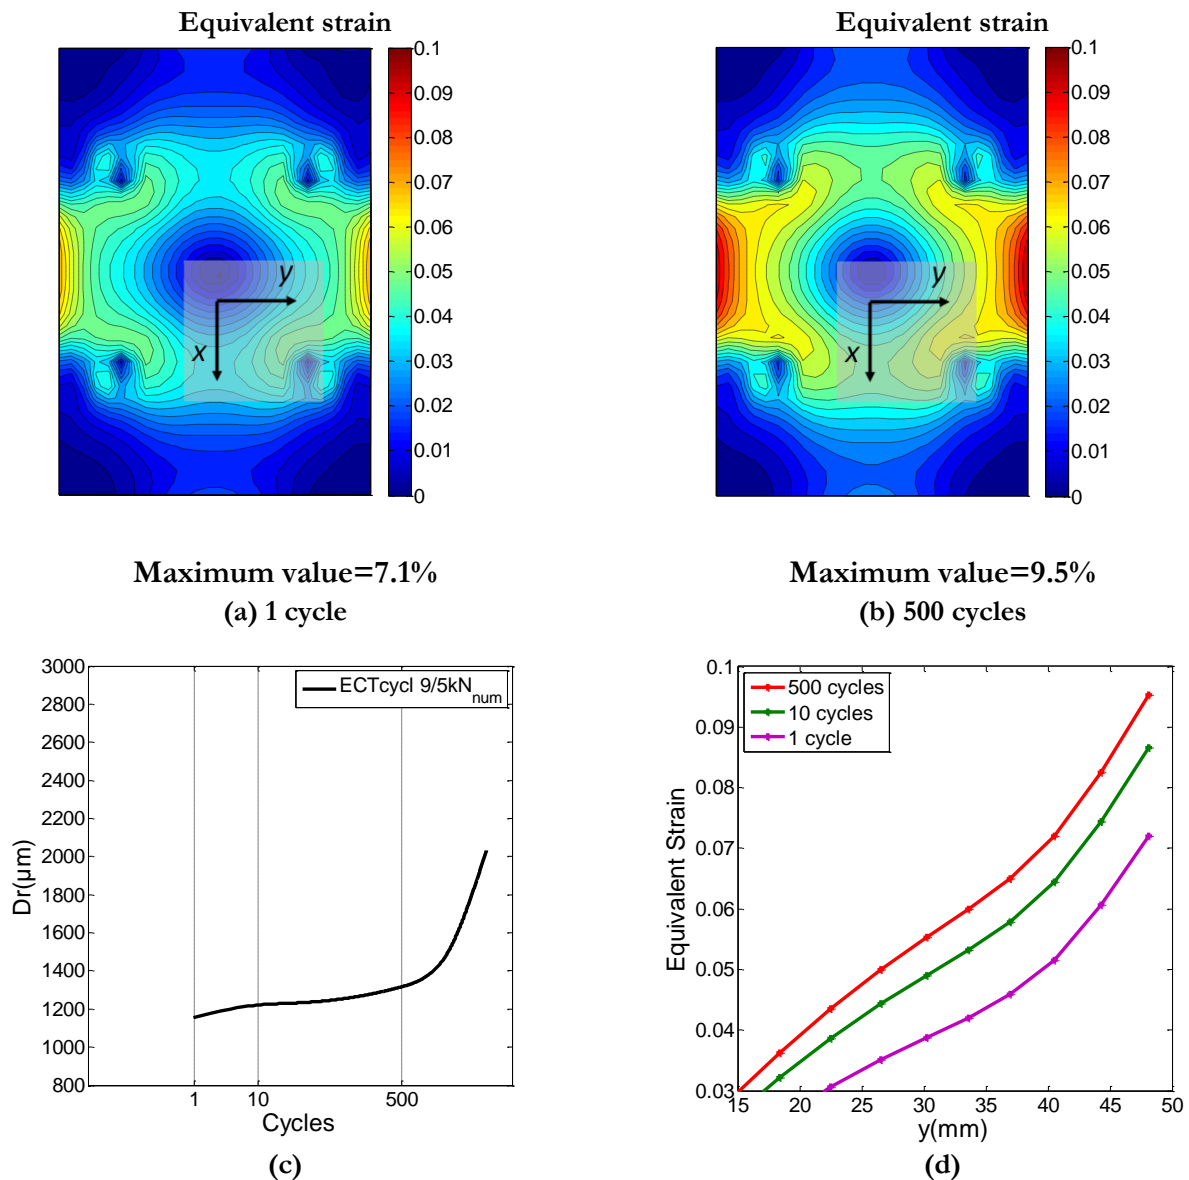 Equivalent strain
0.1
0.09
0.08
0.07
0.06
0.05
0.04
0.03
0.02
0.01
0
y
x
Maximum value=7.1%
(a) 1 cycle
Equivalent strain
0.1
0.09
0.08
0.07
0.06
0.05
0.04
0.03
0.02
0.01
0
y
x
Maximum value=9.5%
(b) 500 cycles
3000
2800
2600
2400
2200
2000
1800
1600
1400
1200
1000
800
Dr(μm)
ECTcycl 9/5kN num
1 10 500
Cycles
(c)
0.1
0.09
0.08
0.07
0.06
0.05
0.04
0.03
Equivalent Strain
500 cycles
10 cycles
1 cycle
15 20 25 30 35 40 45 50
y(mm)
(d)